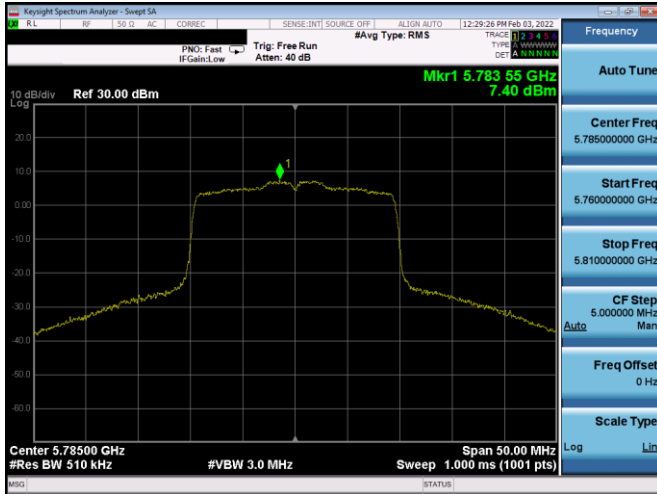 Keysight Spectrum Analyzer - Swept SA
RL RF 50 Ω AC CORREC SENSE:INT SOURCE OFF ALIGN AUTO 12:29:26 PM Feb 03, 2022
#Avg Type: RMS
TRACE 1 2 3 4 5 6
PNO: Fast Trig: Free Run TYPE A WWWWW
IFGain:Low Atten: 40 dB DET A N N N N N
Mkr1 5.783 55 GHz
7.40 dBm
10 dB/div Ref 30.00 dBm
Log
20.0
10.0
1
0.00
-10.0
-20.0
-30.0
-40.0
-50.0
-60.0
Center 5.78500 GHz Span 50.00 MHz
#Res BW 510 kHz #VBW 3.0 MHz Sweep 1.000 ms (1001 pts)
MSG STATUS
Frequency
Auto Tune
Center Freq
5.785000000 GHz
Start Freq
5.760000000 GHz
Stop Freq
5.810000000 GHz
CF Step
5.000000 MHz
Auto Man
Freq Offset
0 Hz
Scale Type
Log Lin